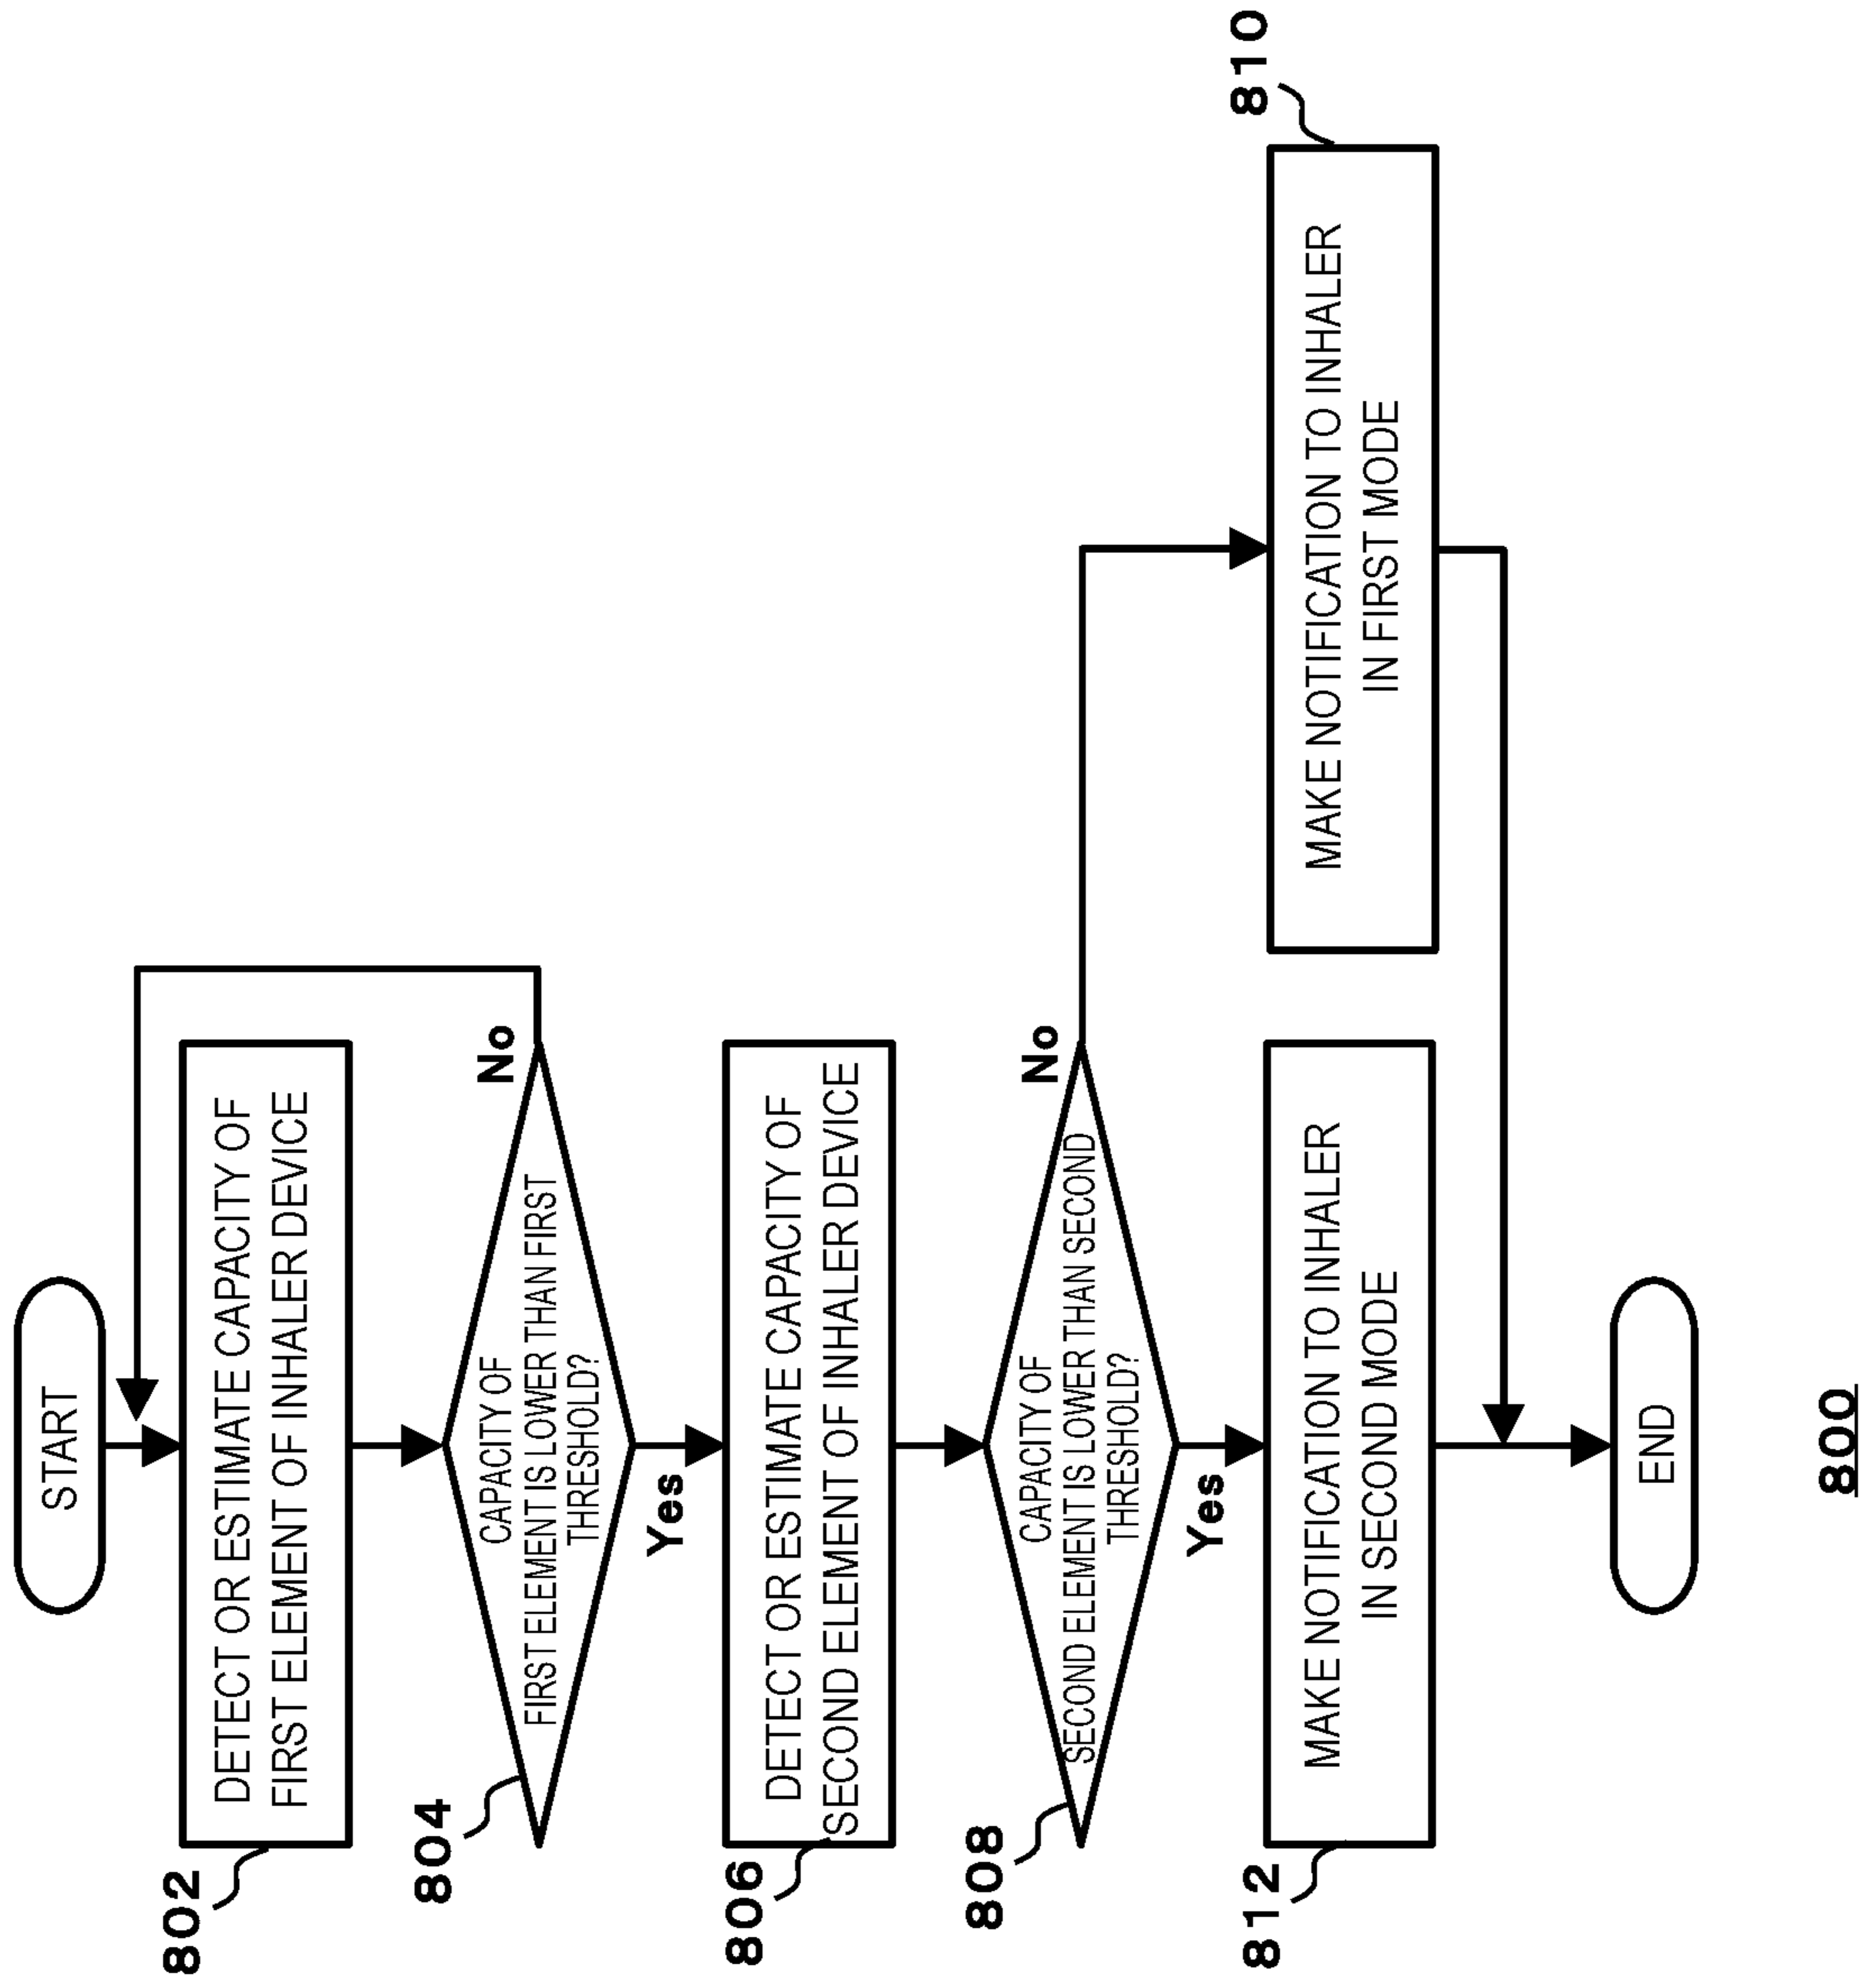 START
802
DETECT OR ESTIMATE CAPACITY OF
FIRST ELEMENT OF INHALER DEVICE
804
CAPACITY OF
FIRST ELEMENT IS LOWER THAN FIRST
THRESHOLD?
No
Yes
806
DETECT OR ESTIMATE CAPACITY OF
SECOND ELEMENT OF INHALER DEVICE
808
CAPACITY OF
SECOND ELEMENT IS LOWER THAN SECOND
THRESHOLD?
No
Yes
812
MAKE NOTIFICATION TO INHALER
IN SECOND MODE
810
MAKE NOTIFICATION TO INHALER
IN FIRST MODE
END
800